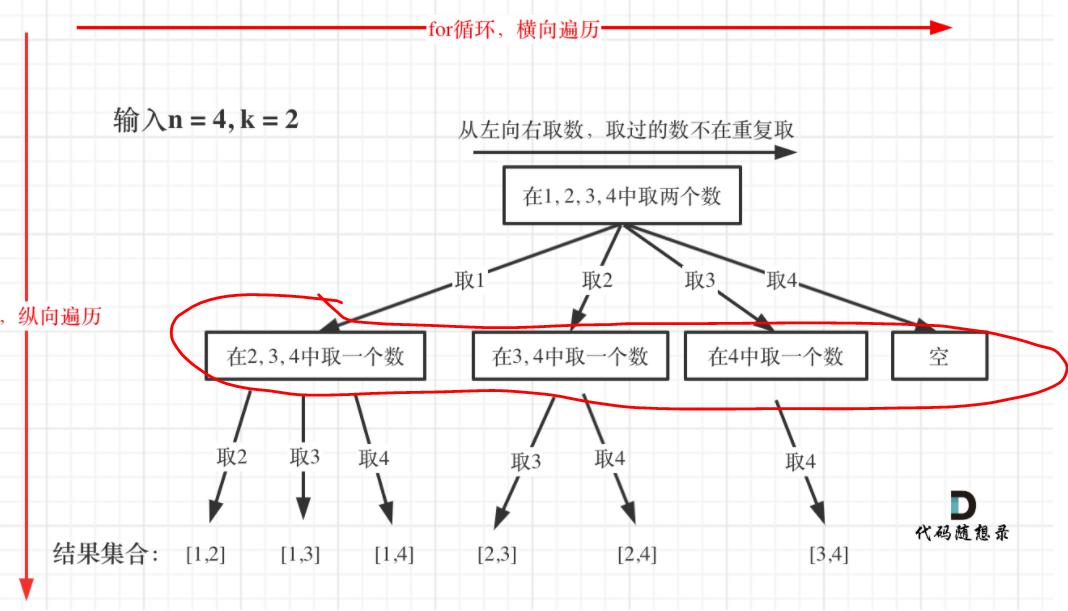 for循环，横向遍历
输入n = 4, k = 2
从左向右取数，取过的数不在重复取
在1, 2, 3, 4中取两个数
取1 取2 取3 取4
，纵向遍历
在2, 3, 4中取一个数 在3, 4中取一个数 在4中取一个数 空
取2 取3 取4 取3 取4 取4
代码随想录
结果集合： [1,2] [1,3] [1,4] [2,3] [2,4] [3,4]